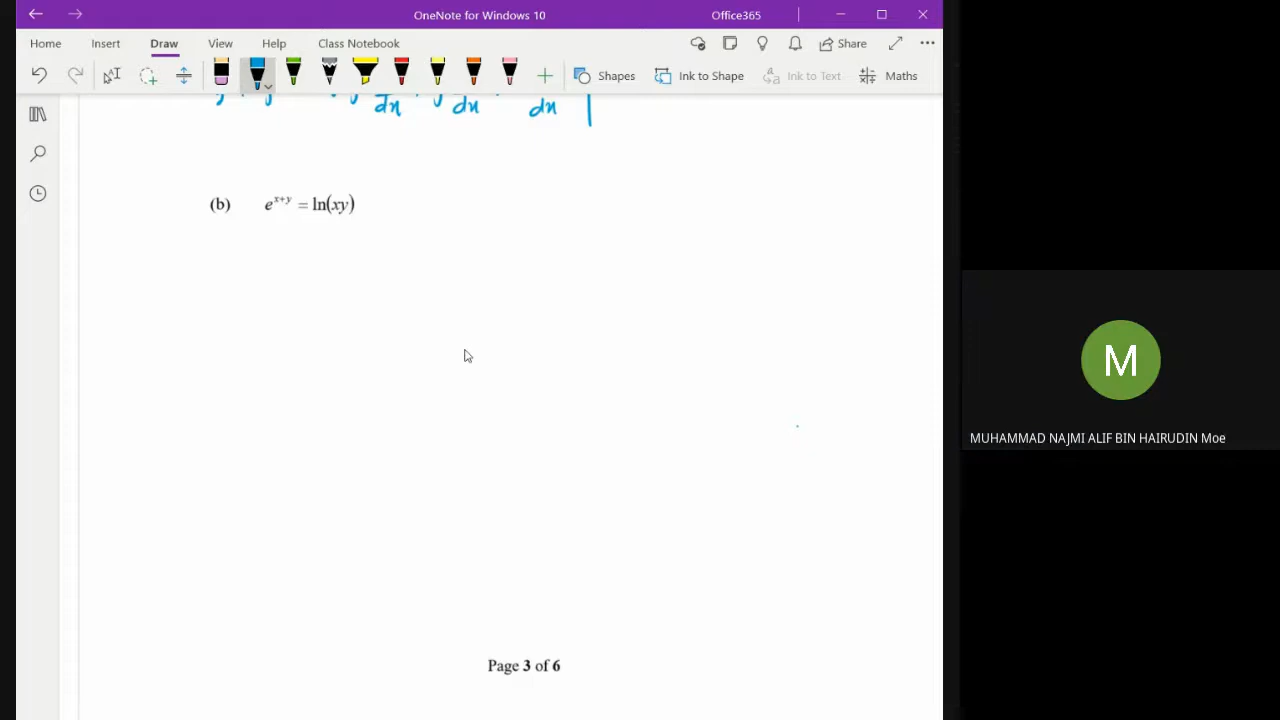 OneNote for Windows 10
Office365
Home Insert Draw View Help Class Notebook Share
Shapes Ink to Shape Ink to Text Maths
dx dx dx
(b) e^{x+y} = ln(xy)
M
MUHAMMAD NAJMI ALIF BIN HAIRUDIN Moe
Page 3 of 6